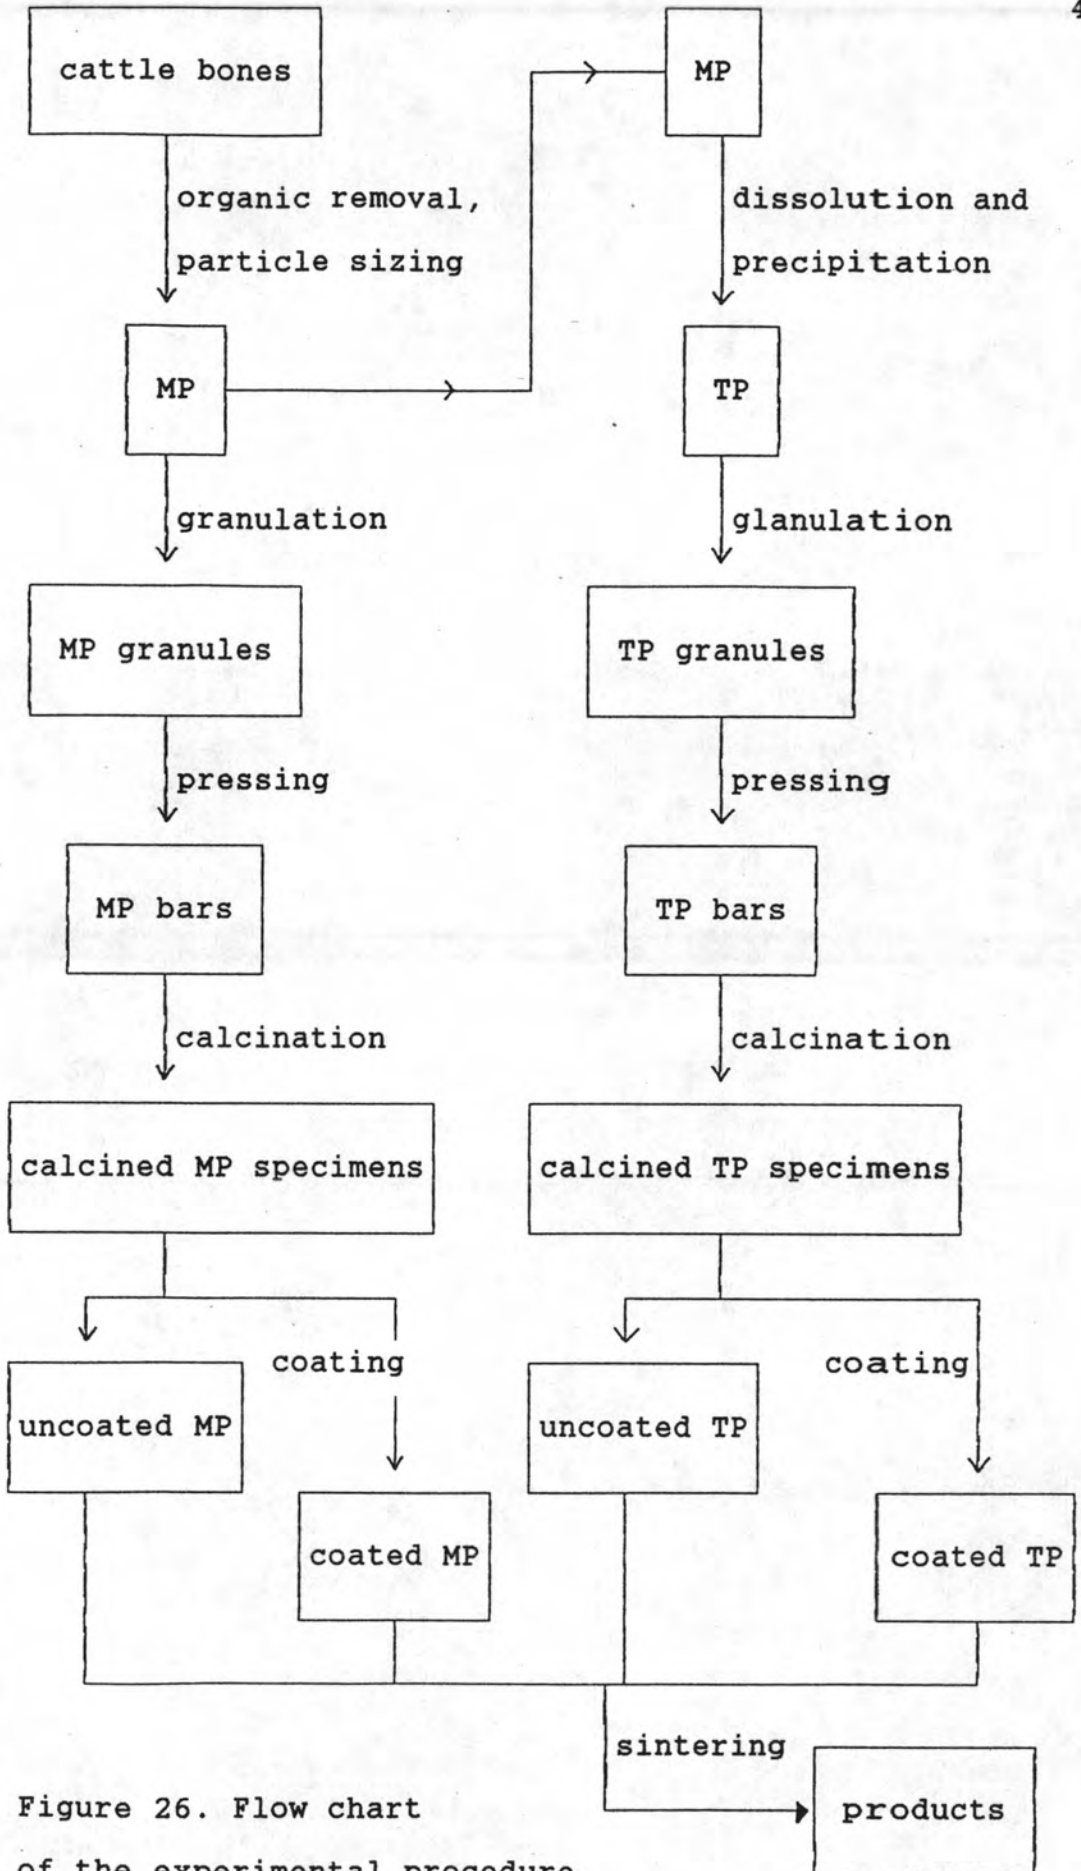 4
cattle bones
organic removal,
particle sizing
MP
granulation
MP granules
pressing
MP bars
calcination
calcined MP specimens
uncoated MP
coating
coated MP
MP
dissolution and
precipitation
TP
glanulation
TP granules
pressing
TP bars
calcination
calcined TP specimens
uncoated TP
coating
coated TP
sintering
products
Figure 26. Flow chart
of the experimental procedure